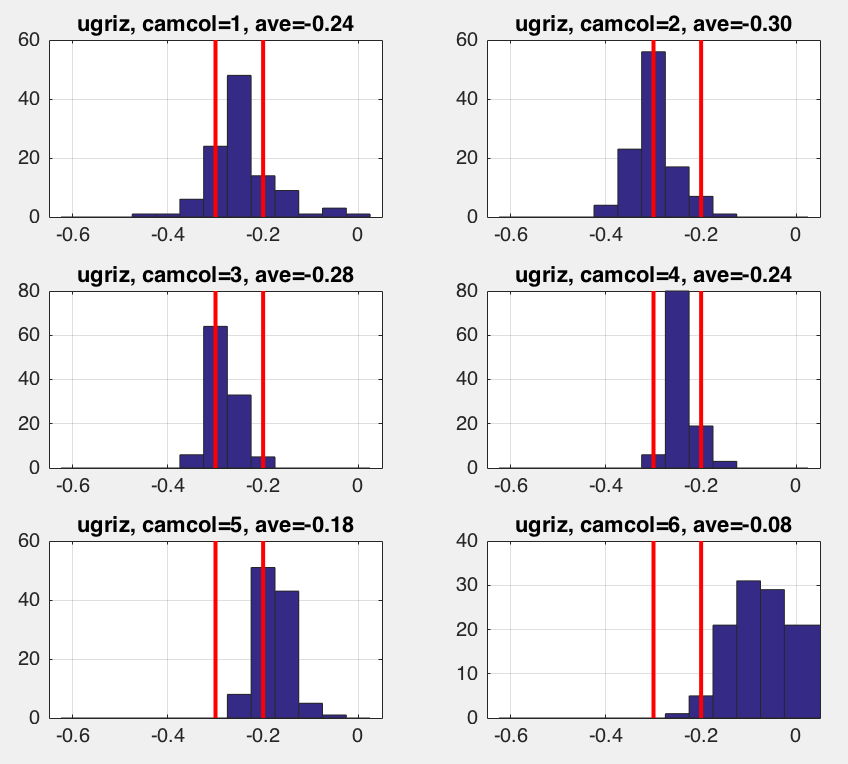 ugriz, camcol=1, ave=-0.24
60
40
20
0
-0.6 -0.4 -0.2 0
ugriz, camcol=2, ave=-0.30
60
40
20
0
-0.6 -0.4 -0.2 0
ugriz, camcol=3, ave=-0.28
80
60
40
20
0
-0.6 -0.4 -0.2 0
ugriz, camcol=4, ave=-0.24
80
60
40
20
0
-0.6 -0.4 -0.2 0
ugriz, camcol=5, ave=-0.18
60
40
20
0
-0.6 -0.4 -0.2 0
ugriz, camcol=6, ave=-0.08
40
30
20
10
0
-0.6 -0.4 -0.2 0